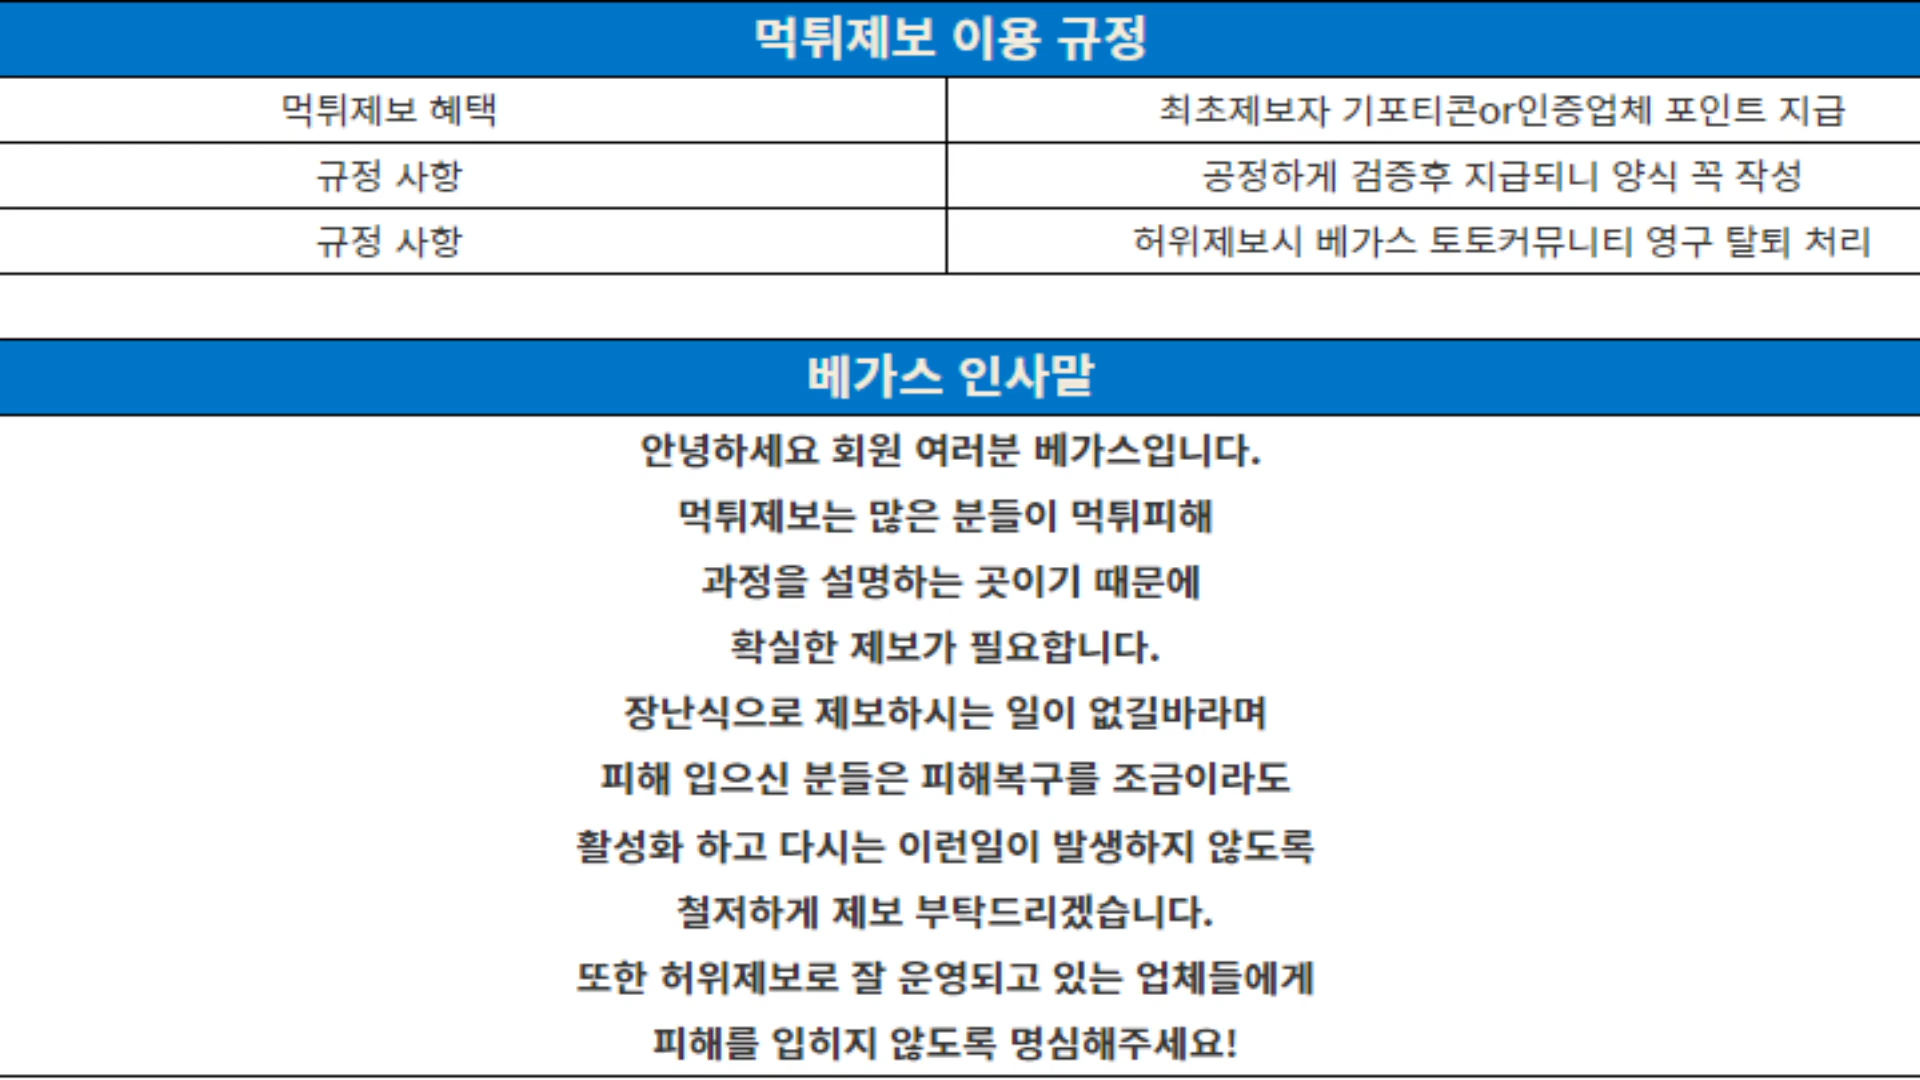 먹튀제보 이용 규정
먹튀제보 혜택 최초제보자 기포티콘or인증업체 포인트 지급
규정 사항 공정하게 검증후 지급되니 양식 꼭 작성
규정 사항 허위제보시 베가스 토토커뮤니티 영구 탈퇴 처리
베가스 인사말
안녕하세요 회원 여러분 베가스입니다.
먹튀제보는 많은 분들이 먹튀피해
과정을 설명하는 곳이기 때문에
확실한 제보가 필요합니다.
장난식으로 제보하시는 일이 없길바라며
피해 입으신 분들은 피해복구를 조금이라도
활성화 하고 다시는 이런일이 발생하지 않도록
철저하게 제보 부탁드리겠습니다.
또한 허위제보로 잘 운영되고 있는 업체들에게
피해를 입히지 않도록 명심해주세요!